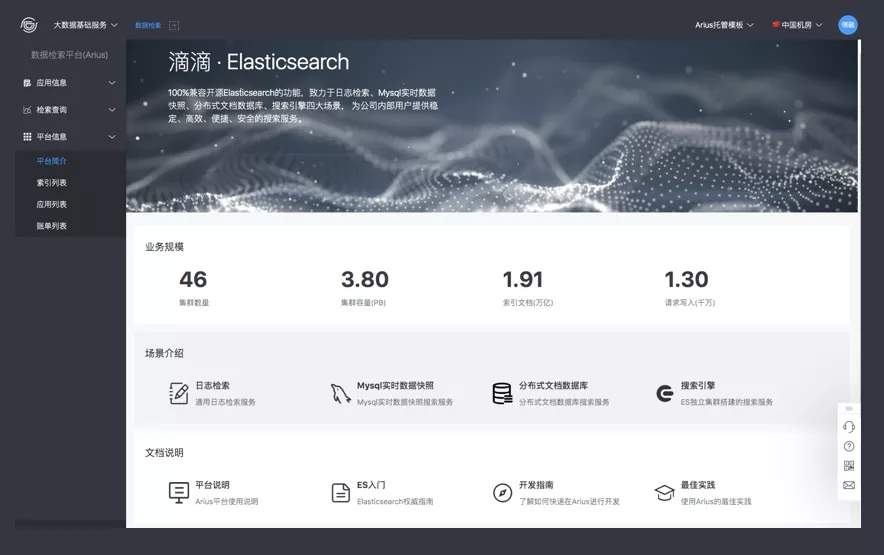 大数据基础服务
数据检索
Arius托管模板
中国机房
数据检索平台(Arius)
应用信息
检索查询
平台信息
平台简介
索引列表
应用列表
账单列表
滴滴 · Elasticsearch
100%兼容开源Elasticsearch的功能，致力于日志检索、Mysql实时数据
快照、分布式文档数据库、搜索引擎四大场景， 为公司内部用户提供稳
定、高效、便捷、安全的搜索服务。
业务规模
46
集群数量
3.80
集群容量(PB)
1.91
索引文档(万亿)
1.30
请求写入(千万)
场景介绍
日志检索
通用日志检索服务
Mysql实时数据快照
Mysql实时数据快照搜索服务
分布式文档数据库
分布式文档数据库搜索服务
搜索引擎
ES独立集群搭建的搜索服务
文档说明
平台说明
Arius平台使用说明
ES入门
Elasticsearch权威指南
开发指南
了解如何快速在Arius进行开发
最佳实践
使用Arius的最佳实践